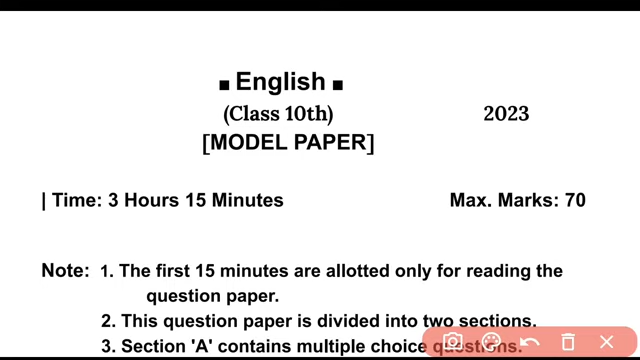 ▪ English ▪
(Class 10th) 2023
[MODEL PAPER]
| Time: 3 Hours 15 Minutes Max. Marks: 70
Note: 1. The first 15 minutes are allotted only for reading the
question paper.
2. This question paper is divided into two sections.
3. Section 'A' contains multiple choice questions.